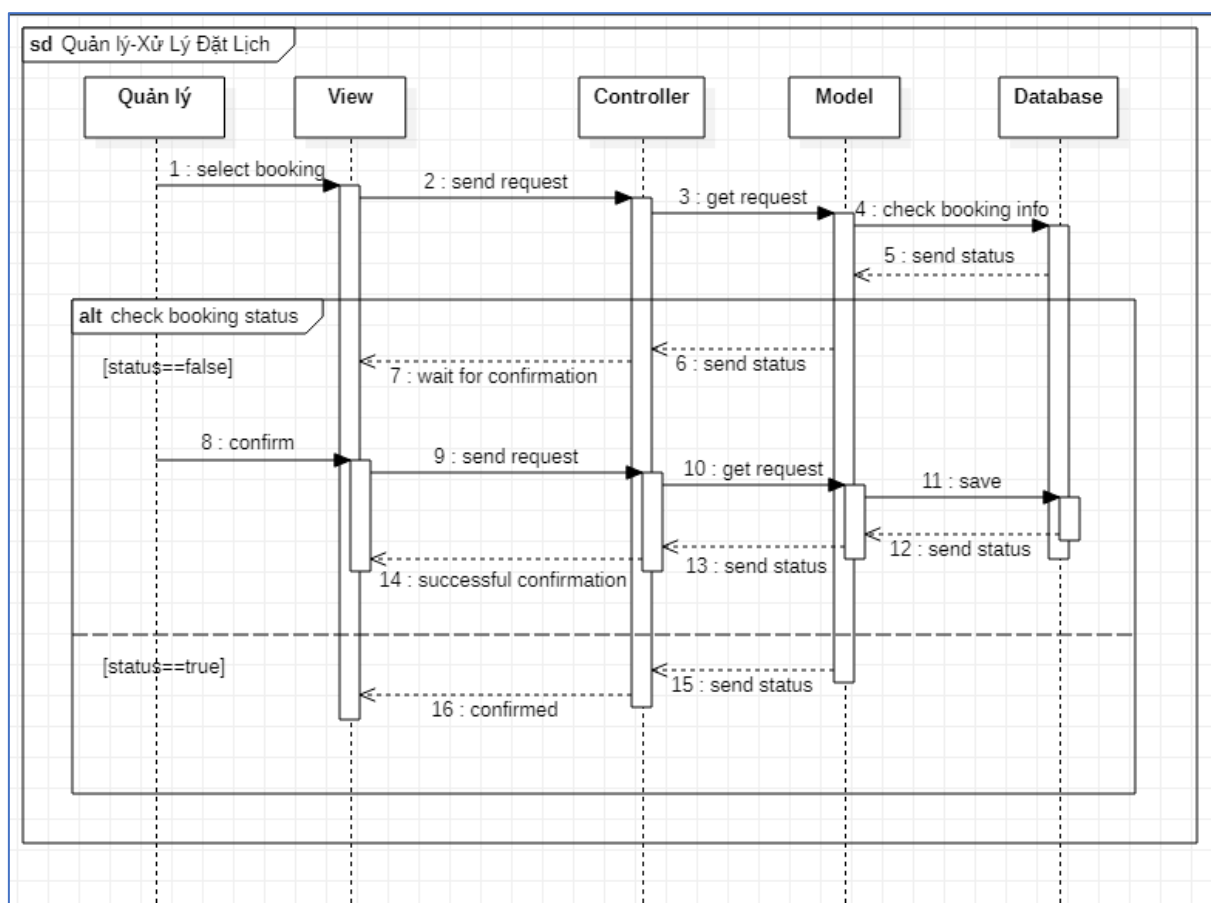 sd Quản lý-Xử Lý Đặt Lịch
Quản lý
View
Controller
Model
Database
1 : select booking
2 : send request
3 : get request
4 : check booking info
5 : send status
alt check booking status
[status==false]
6 : send status
7 : wait for confirmation
8 : confirm
9 : send request
10 : get request
11 : save
12 : send status
13 : send status
14 : successful confirmation
[status==true]
15 : send status
16 : confirmed